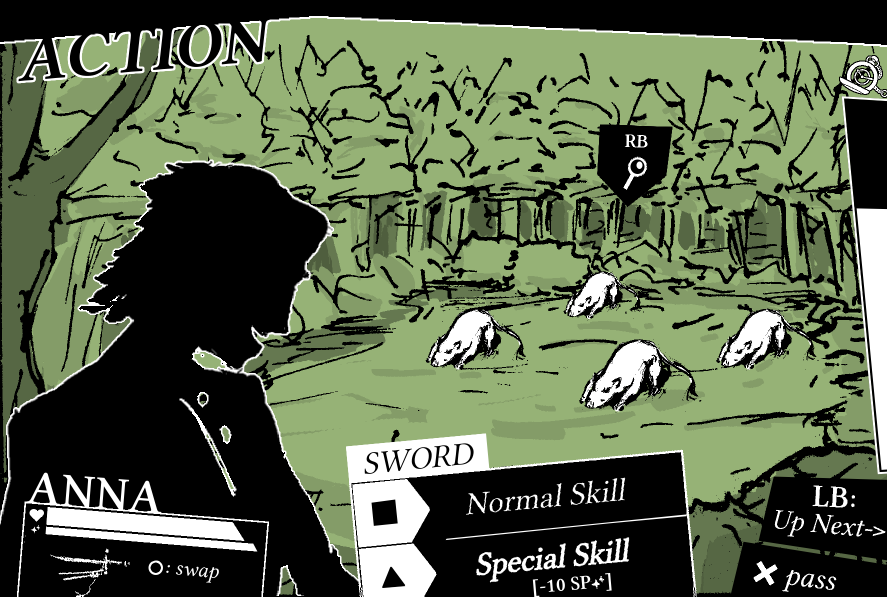 ACTION
RB
ANNA
: swap
SWORD
Normal Skill
Special Skill
[-10 SP]
LB:
Up Next->
pass